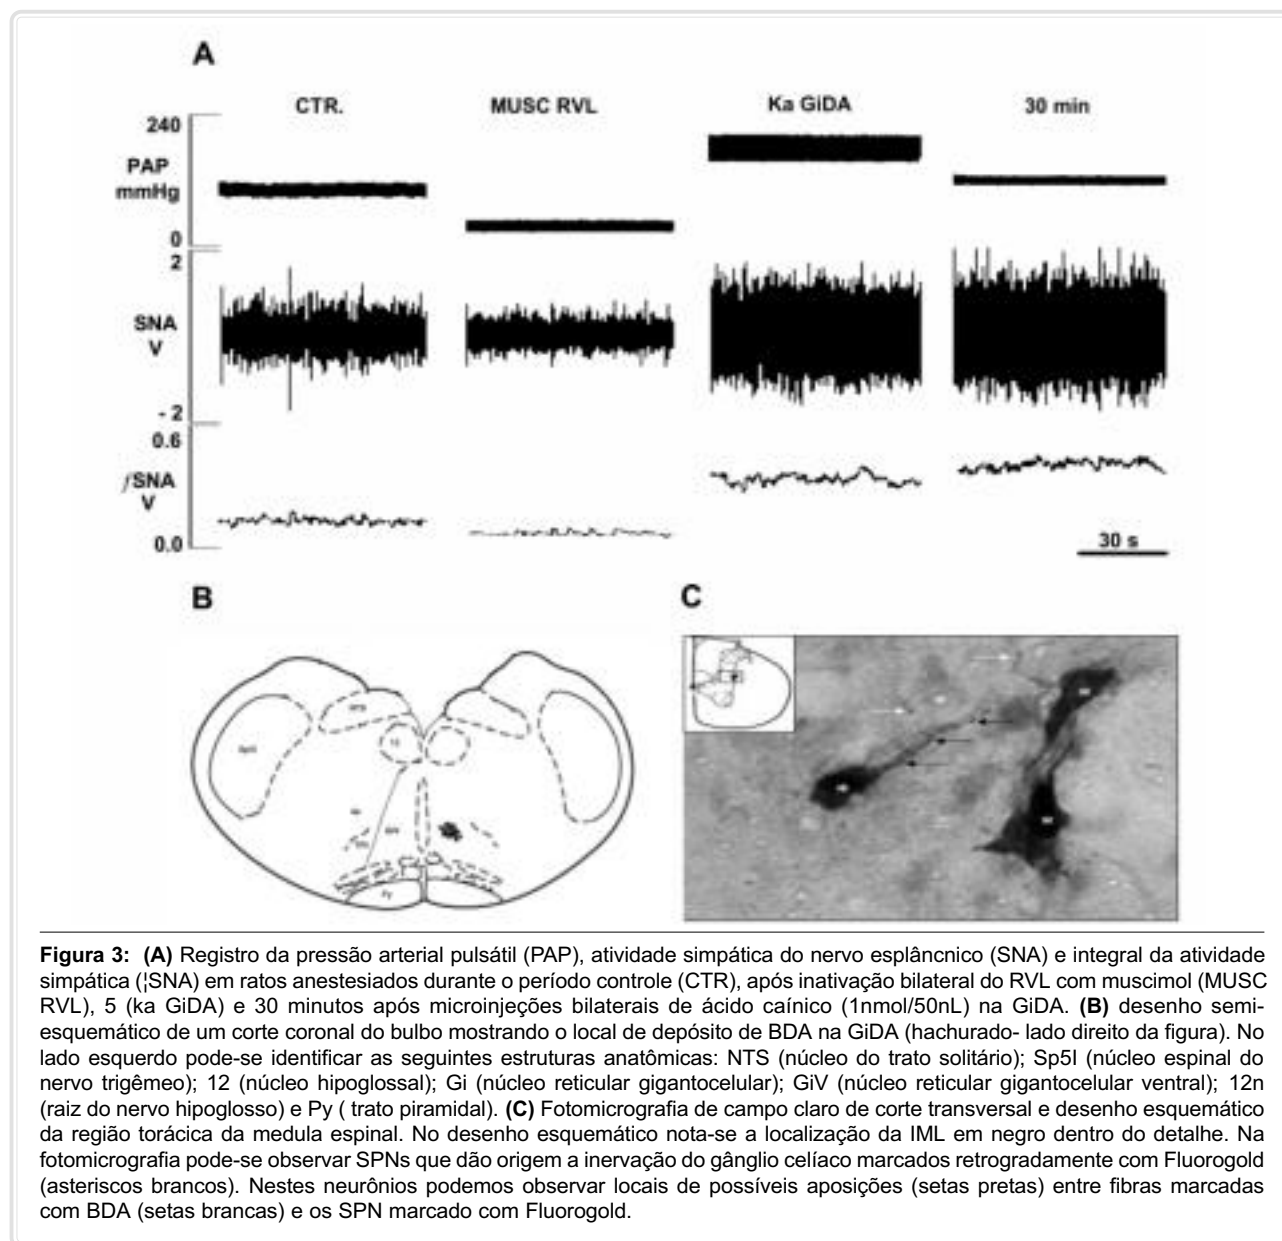 A
CTR. MUSC RVL Ka GiDA 30 min
240
PAP
mmHg
0
2
SNA
V
- 2
0.6
∫SNA
V
0.0
30 s
B C
12
Py
Figura 3: (A) Registro da pressão arterial pulsátil (PAP), atividade simpática do nervo esplâncnico (SNA) e integral da atividade
simpática (¦SNA) em ratos anestesiados durante o período controle (CTR), após inativação bilateral do RVL com muscimol (MUSC
RVL), 5 (ka GiDA) e 30 minutos após microinjeções bilaterais de ácido caínico (1nmol/50nL) na GiDA. (B) desenho semi-
esquemático de um corte coronal do bulbo mostrando o local de depósito de BDA na GiDA (hachurado- lado direito da figura). No
lado esquerdo pode-se identificar as seguintes estruturas anatômicas: NTS (núcleo do trato solitário); Sp5I (núcleo espinal do
nervo trigêmeo); 12 (núcleo hipoglossal); Gi (núcleo reticular gigantocelular); GiV (núcleo reticular gigantocelular ventral); 12n
(raiz do nervo hipoglosso) e Py ( trato piramidal). (C) Fotomicrografia de campo claro de corte transversal e desenho esquemático
da região torácica da medula espinal. No desenho esquemático nota-se a localização da IML em negro dentro do detalhe. Na
fotomicrografia pode-se observar SPNs que dão origem a inervação do gânglio celíaco marcados retrogradamente com Fluorogold
(asteriscos brancos). Nestes neurônios podemos observar locais de possíveis aposições (setas pretas) entre fibras marcadas
com BDA (setas brancas) e os SPN marcado com Fluorogold.